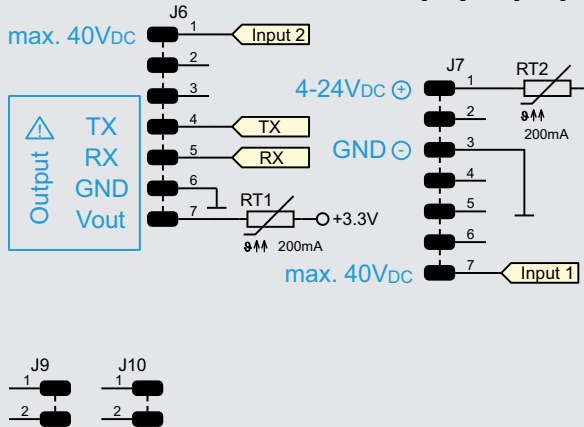 J6
max. 40VDC
1
Input 2
2
3
⚠ TX
4
TX
RX
5
RX
Output
GND
6
Vout
7
RT1
+3.3V
ϑ↑↑ 200mA
J7
4-24VDC ⊕
1
RT2
ϑ↑↑
200mA
2
GND ⊖
3
4
5
6
max. 40VDC
7
Input 1
J9
1
2
J10
1
2